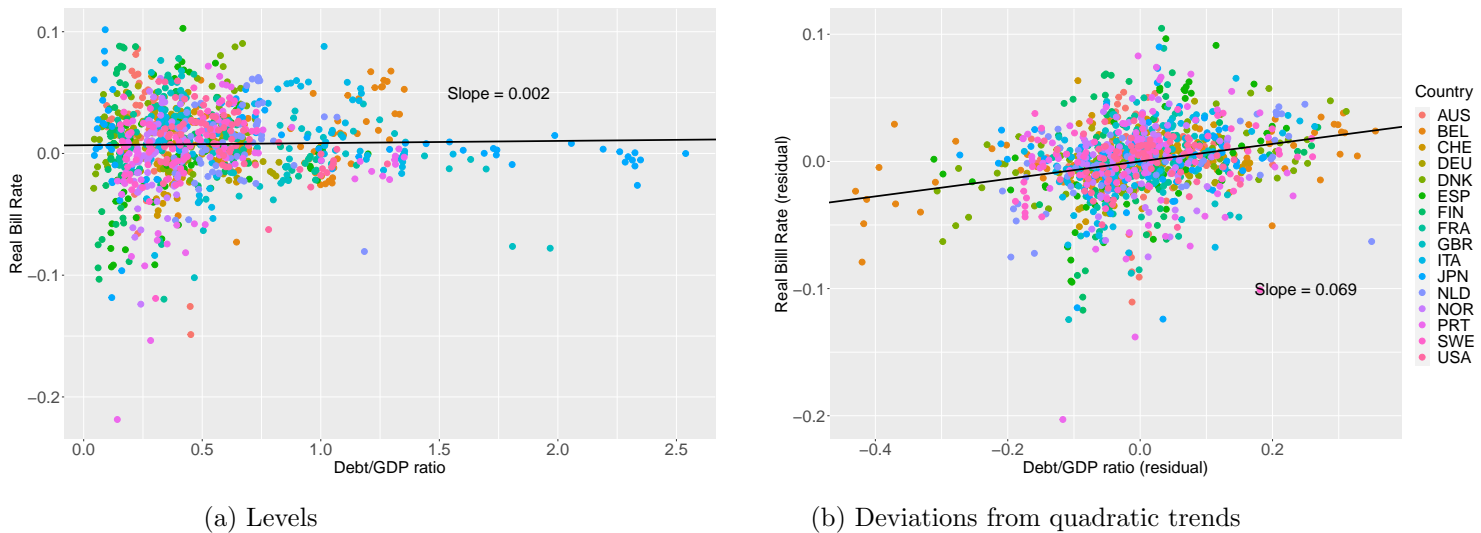 0.1
0.0
−0.1
−0.2
Real Bill Rate
Slope = 0.002
0.0
0.5
1.0
1.5
2.0
2.5
Debt/GDP ratio
(a) Levels
0.1
0.0
−0.1
−0.2
Real Billl Rate (residual)
Slope = 0.069
−0.4
−0.2
0.0
0.2
Debt/GDP ratio (residual)
(b) Deviations from quadratic trends
Country
AUS
BEL
CHE
DEU
DNK
ESP
FIN
FRA
GBR
ITA
JPN
NLD
NOR
PRT
SWE
USA